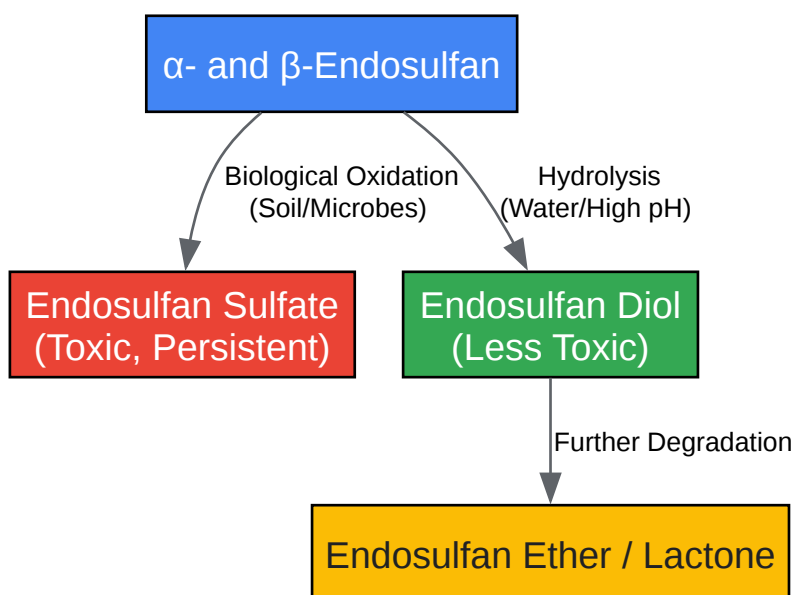 α- and β-Endosulfan
Biological Oxidation
(Soil/Microbes)
Hydrolysis
(Water/High pH)
Endosulfan Sulfate
(Toxic, Persistent)
Endosulfan Diol
(Less Toxic)
Further Degradation
Endosulfan Ether / Lactone